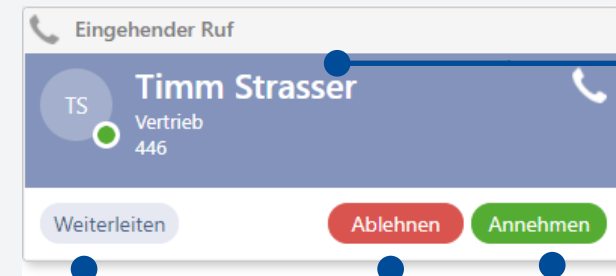 Eingehender Ruf
TS
Timm Strasser
Vertrieb
446
Weiterleiten
Ablehnen
Annehmen